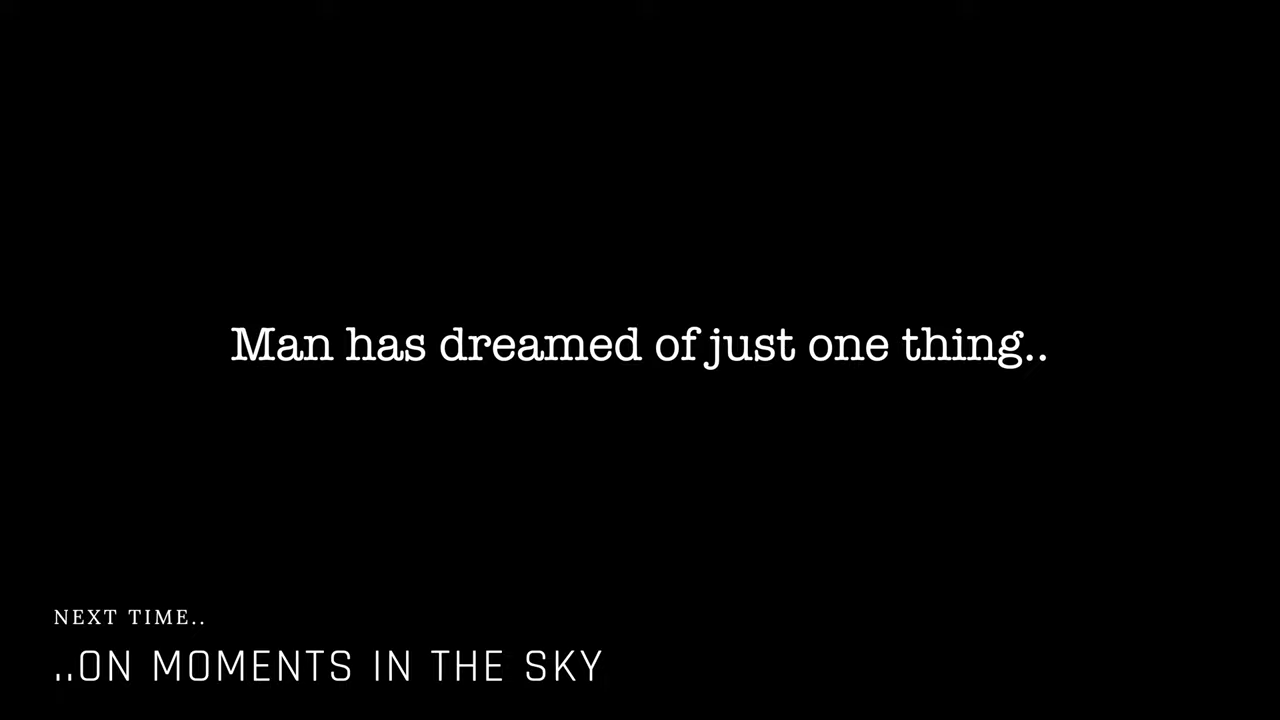 Man has dreamed of just one thing..
NEXT TIME..
..ON MOMENTS IN THE SKY